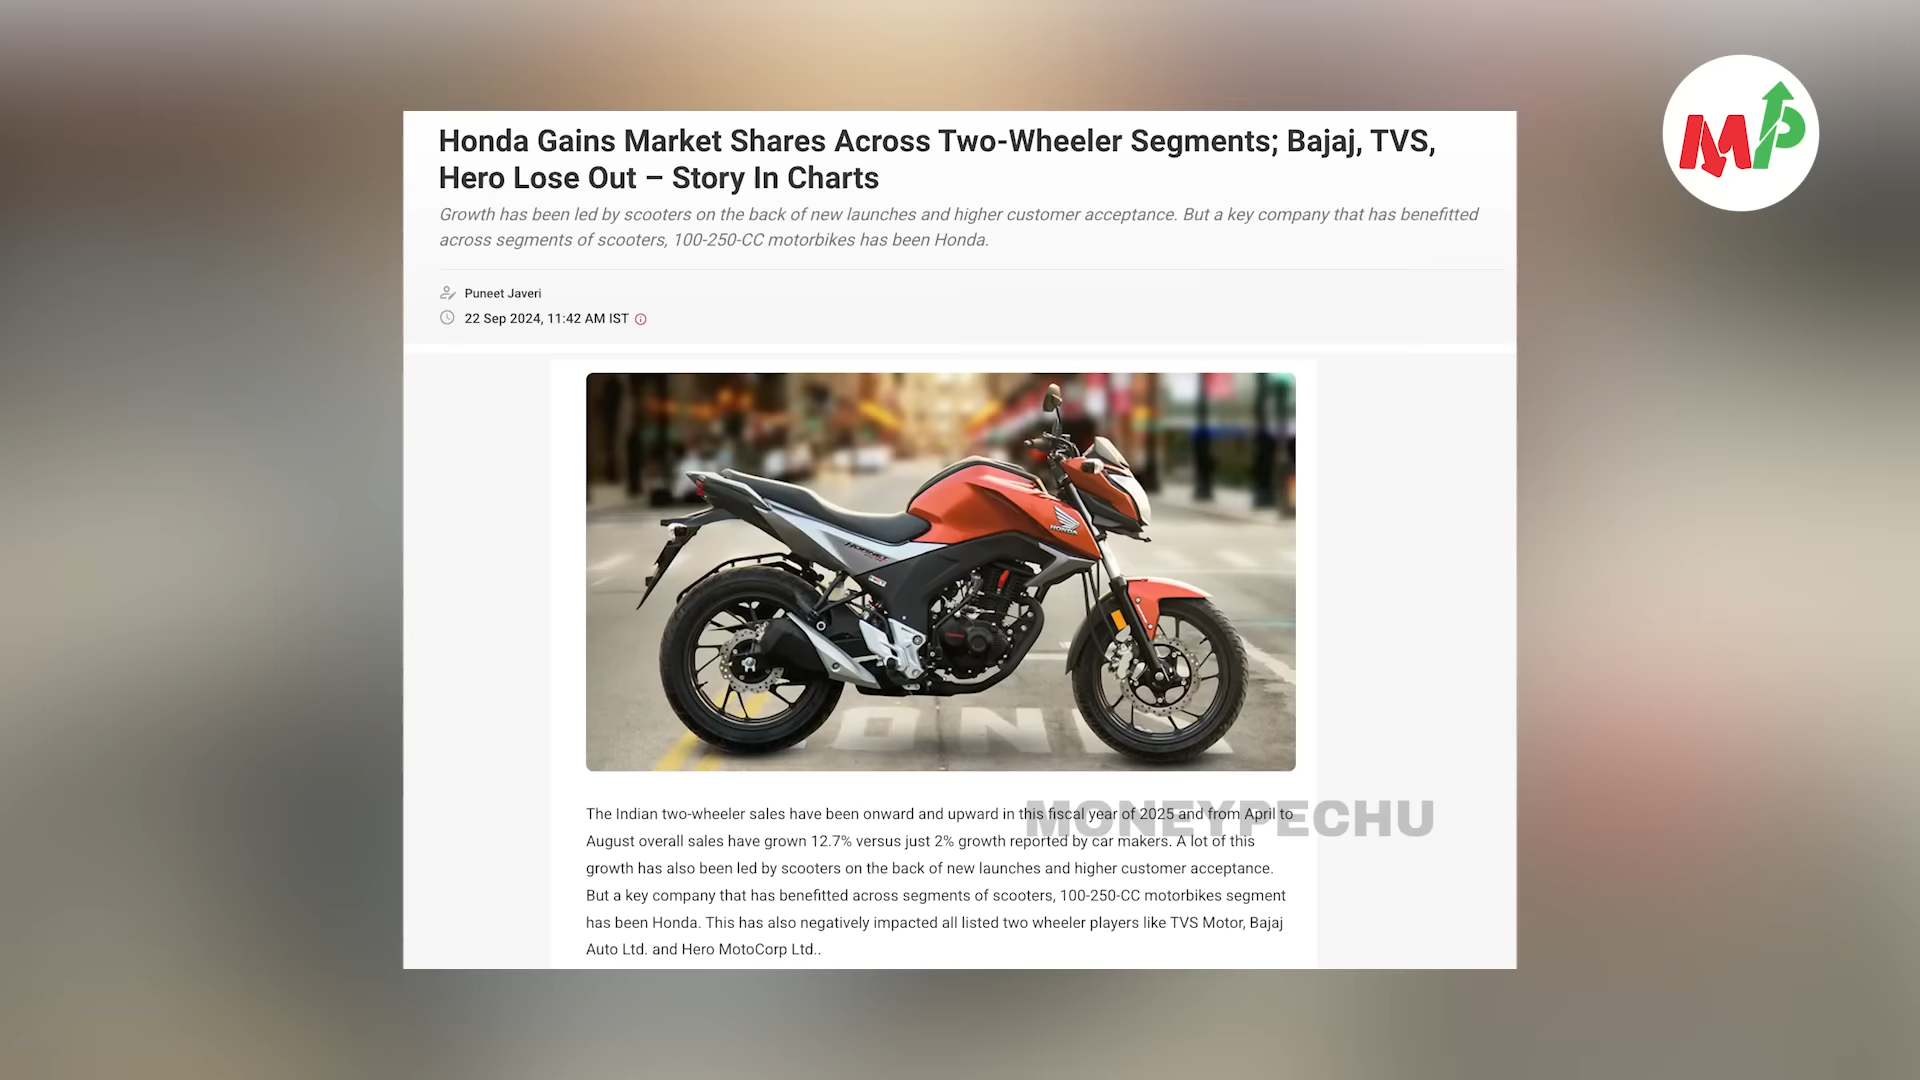 Honda Gains Market Shares Across Two-Wheeler Segments; Bajaj, TVS,
Hero Lose Out – Story In Charts
Growth has been led by scooters on the back of new launches and higher customer acceptance. But a key company that has benefitted
across segments of scooters, 100-250-CC motorbikes has been Honda.
Puneet Javeri
22 Sep 2024, 11:42 AM IST
MP
HONDA
HORNET
The Indian two-wheeler sales have been onward and upward in this fiscal year of 2025 and from April to
MONEYPECHU
August overall sales have grown 12.7% versus just 2% growth reported by car makers. A lot of this
growth has also been led by scooters on the back of new launches and higher customer acceptance.
But a key company that has benefitted across segments of scooters, 100-250-CC motorbikes segment
has been Honda. This has also negatively impacted all listed two wheeler players like TVS Motor, Bajaj
Auto Ltd. and Hero MotoCorp Ltd..